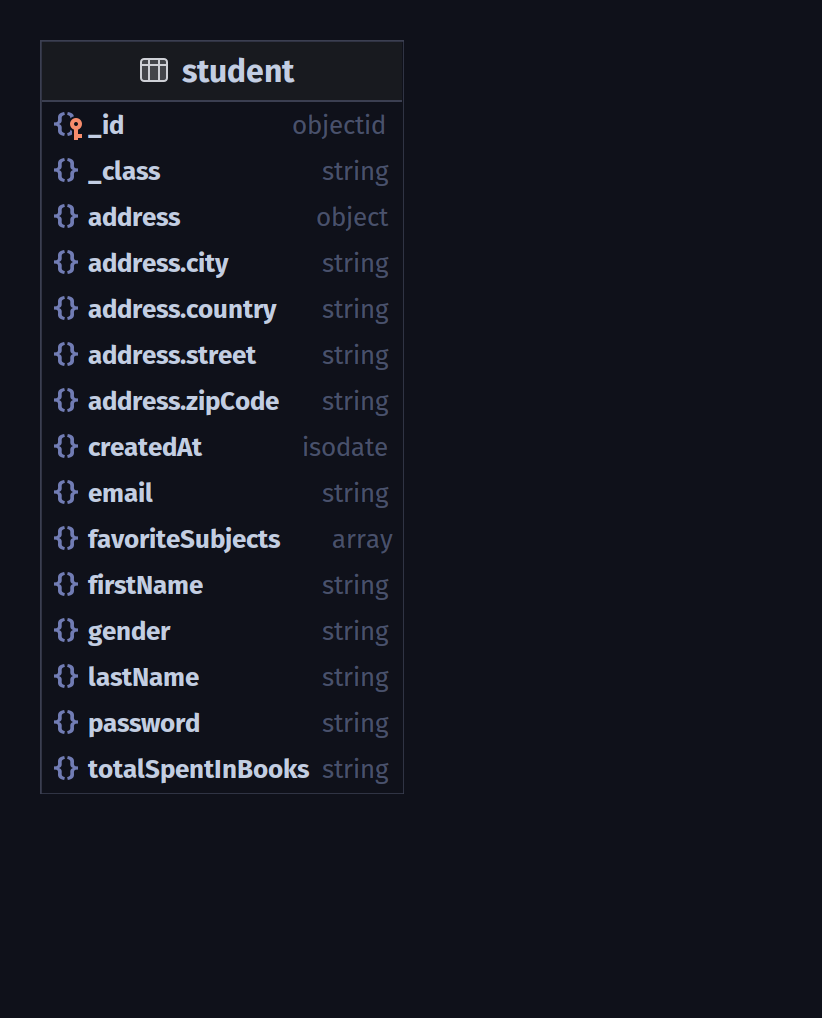 student
_id objectid
_class string
address object
address.city string
address.country string
address.street string
address.zipCode string
createdAt isodate
email string
favoriteSubjects array
firstName string
gender string
lastName string
password string
totalSpentInBooks string